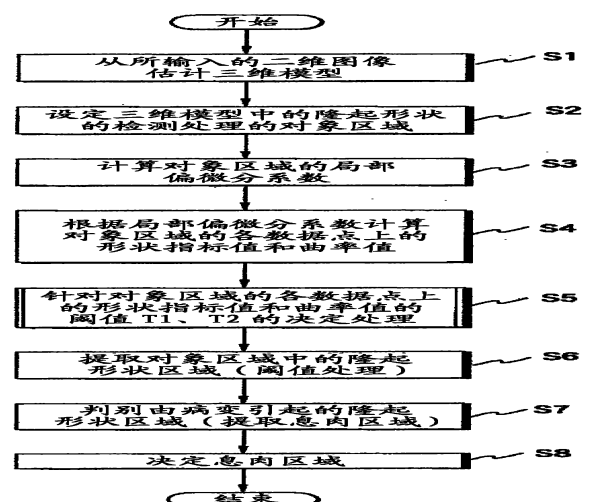 开始
从所输入的二维图像
估计三维模型
S1
设定三维模型中的隆起形状
的检测处理的对象区域
S2
计算对象区域的局部
偏微分系数
S3
根据局部偏微分系数计算
对象区域的各数据点上的
形状指标值和曲率值
S4
针对对象区域的各数据点上
的形状指标值和曲率值的
阈值T1、T2的决定处理
S5
提取对象区域中的隆起
形状区域（阈值处理）
S6
判别由病变引起的隆起
形状区域（提取息肉区域）
S7
决定息肉区域
S8
结束